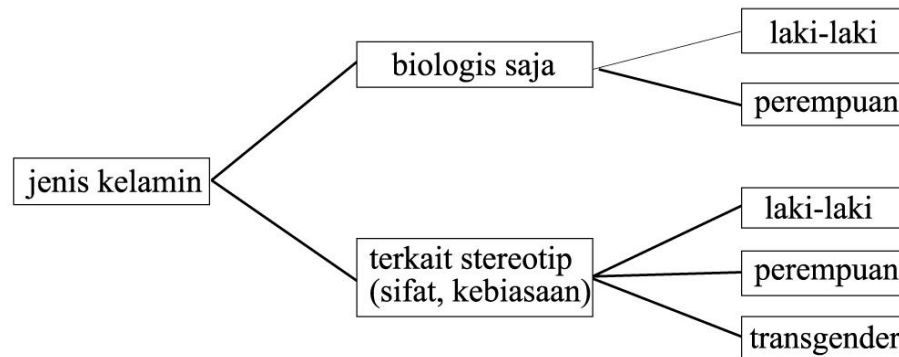 jenis kelamin
biologis saja
laki-laki
perempuan
terkait stereotip
(sifat, kebiasaan)
laki-laki
perempuan
transgender